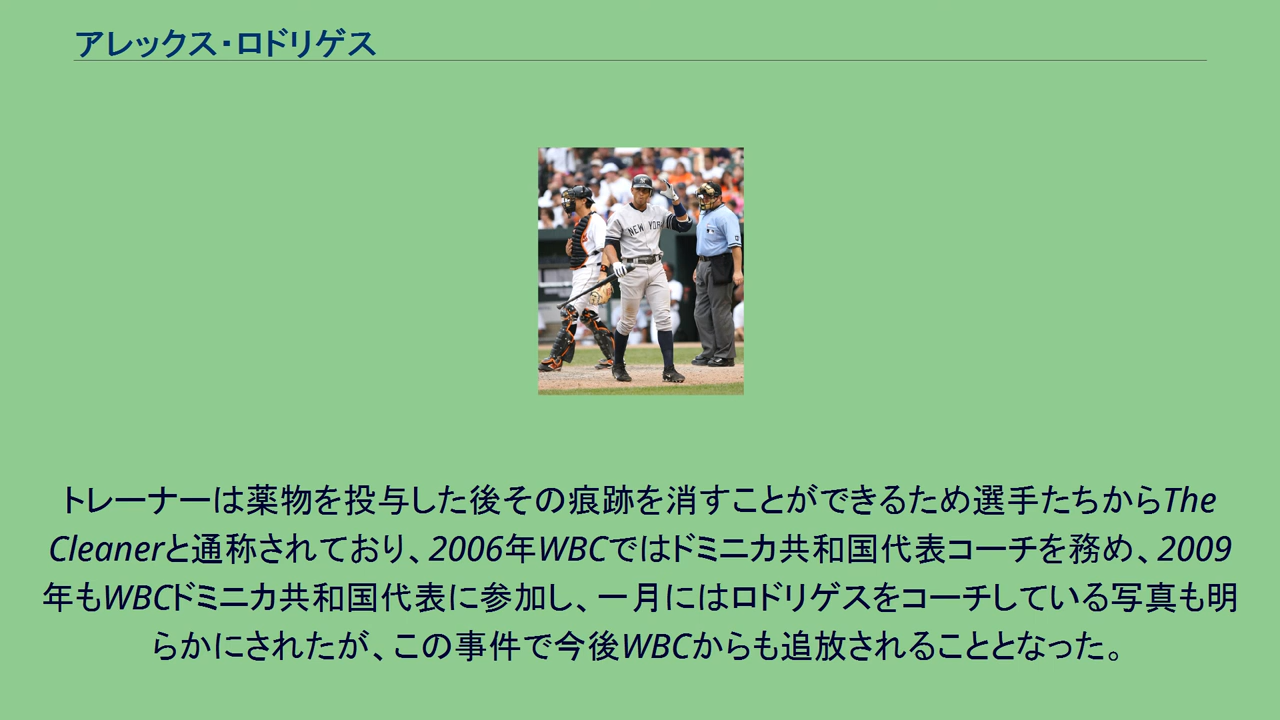 アレックス・ロドリゲス
NEW YORK
トレーナーは薬物を投与した後その痕跡を消すことができるため選手たちからThe
Cleanerと通称されており、2006年WBCではドミニカ共和国代表コーチを務め、2009
年もWBCドミニカ共和国代表に参加し、一月にはロドリゲスをコーチしている写真も明
らかにされたが、この事件で今後WBCからも追放されることとなった。